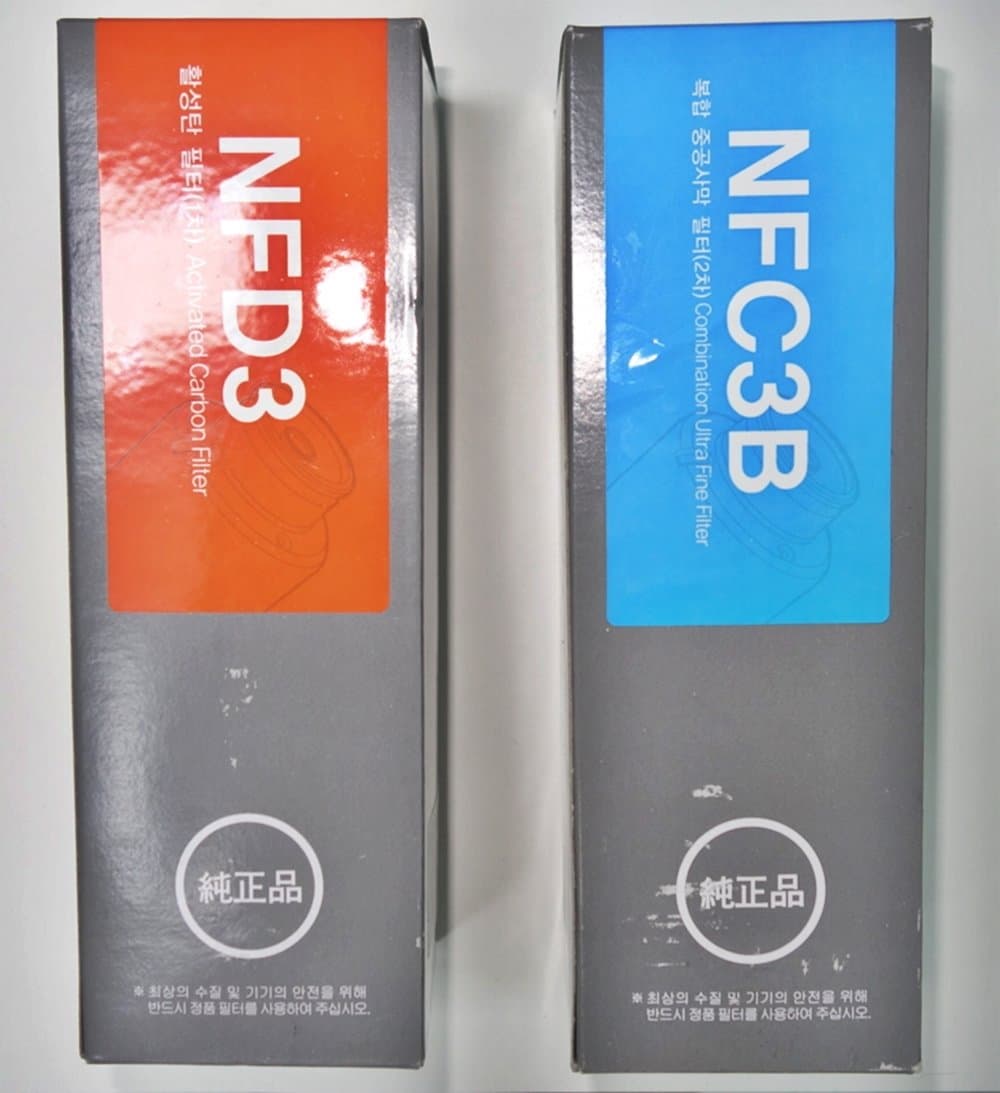 NFD3
활성탄 필터(1차) Activated Carbon Filter
純正品
※ 최상의 수질 및 기기의 안전을 위해
반드시 정품 필터를 사용하여 주십시오.
NFC3B
복합 중공사막 필터(2차) Combination Ultra Fine Filter
純正品
※ 최상의 수질 및 기기의 안전을 위해
반드시 정품 필터를 사용하여 주십시오.